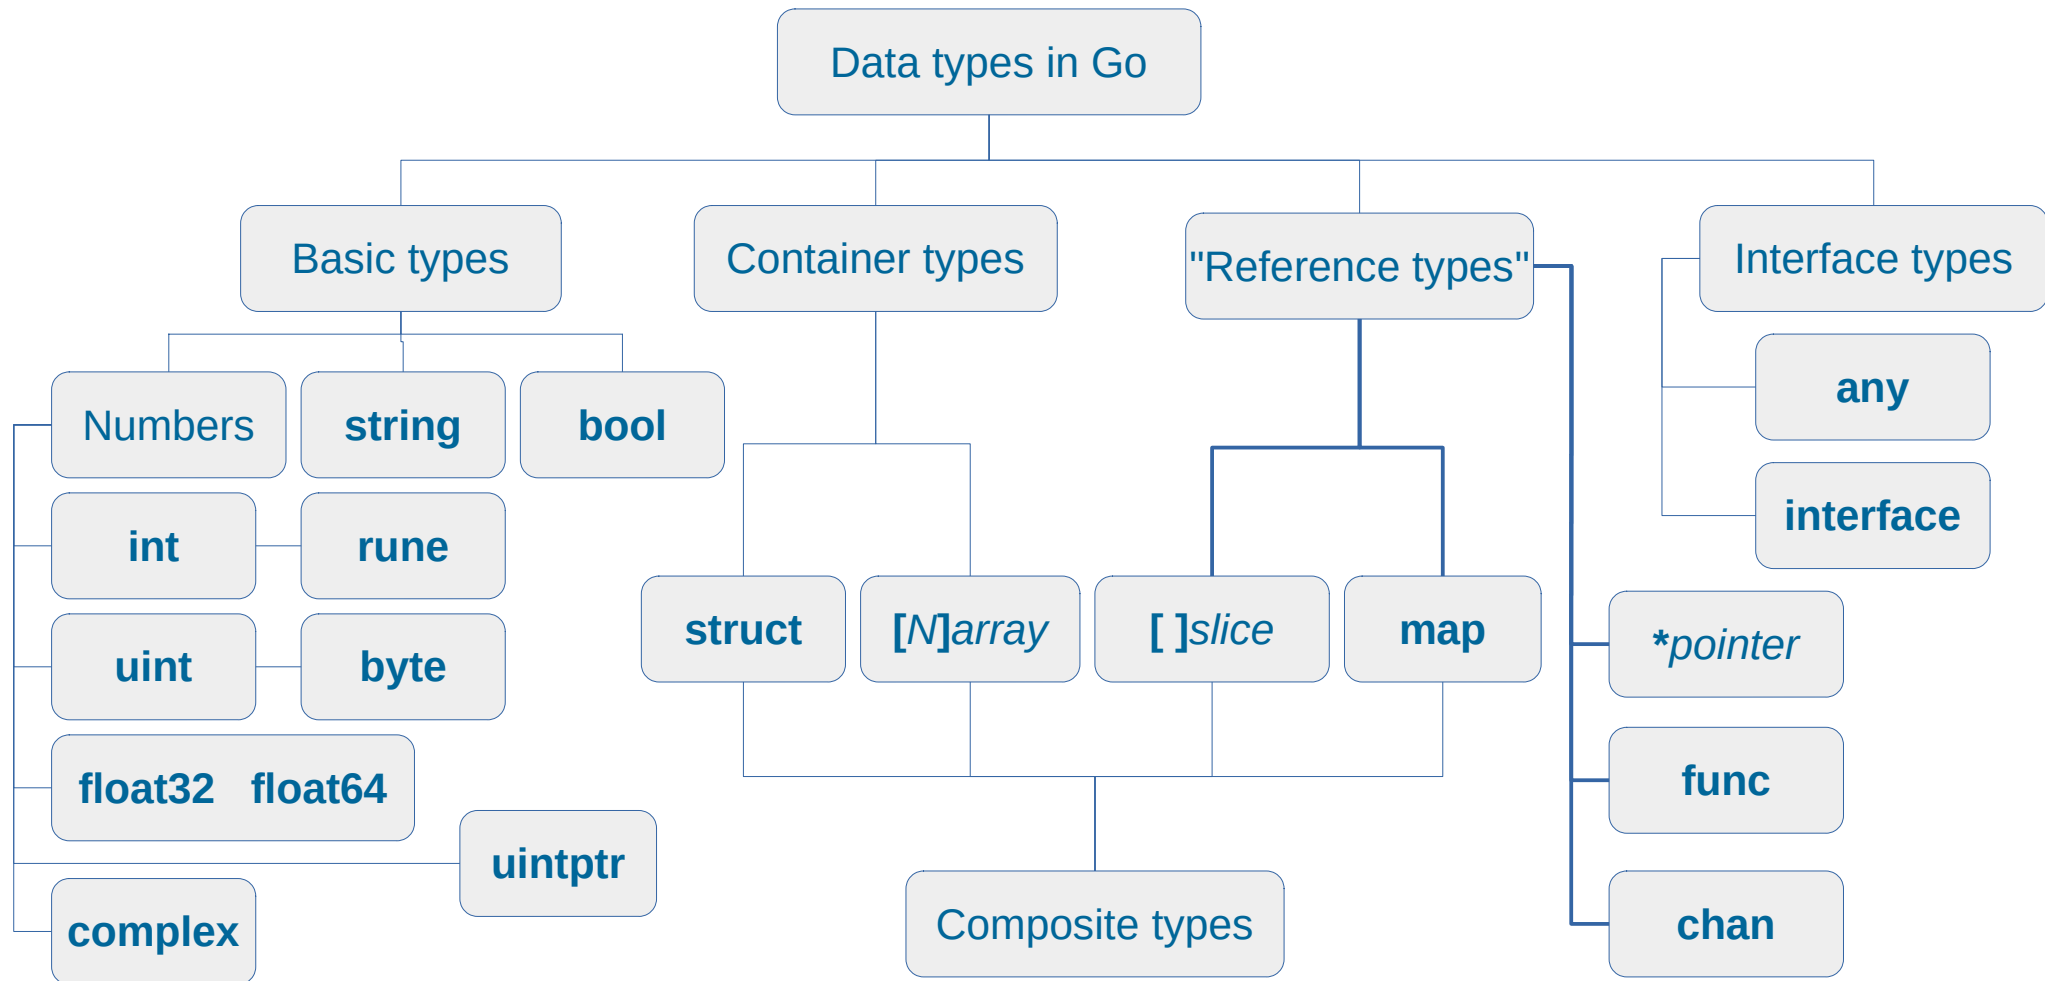 Data types in Go
Basic types
Container types
"Reference types"
Interface types
Numbers
string
bool
any
int
rune
interface
struct
[N]array
[ ]slice
map
*pointer
uint
byte
float32 float64
func
uintptr
complex
Composite types
chan